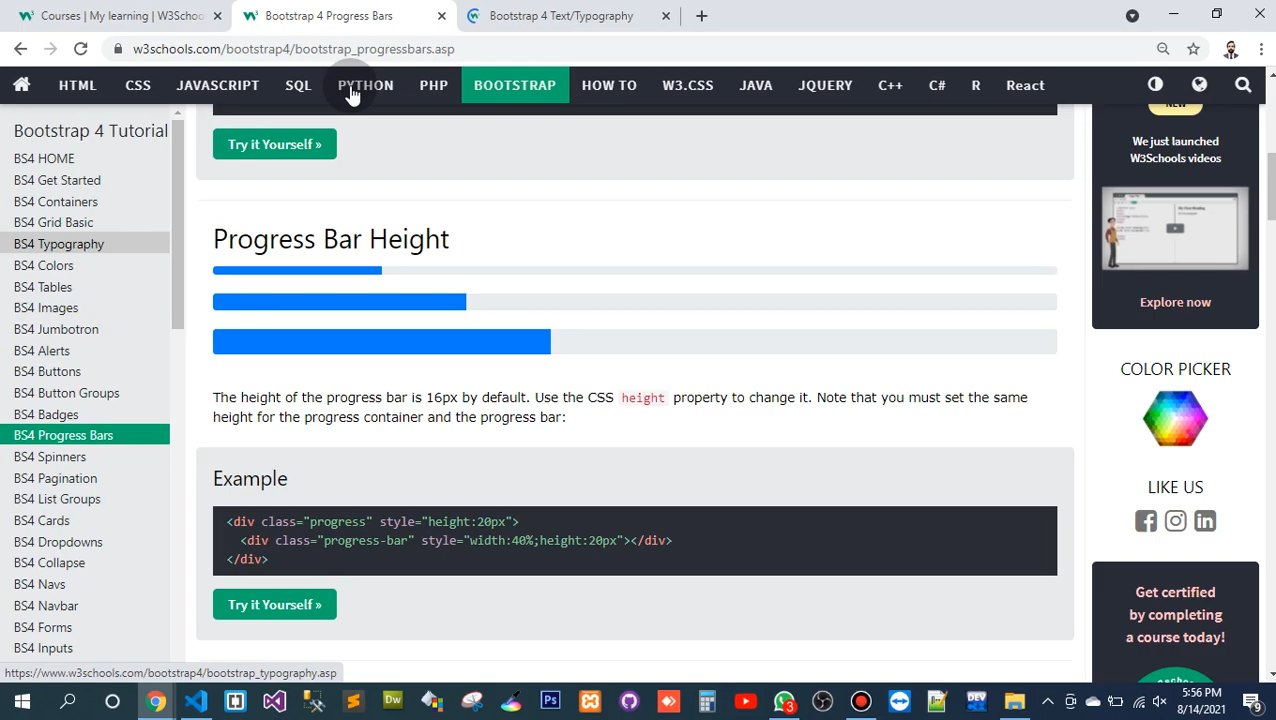 Courses | My learning | W3Schoo
Bootstrap 4 Progress Bars
Bootstrap 4 Text/Typography
w3schools.com/bootstrap4/bootstrap_progressbars.asp
HTML CSS JAVASCRIPT SQL PYTHON PHP BOOTSTRAP HOW TO W3.CSS JAVA JQUERY C++ C# R React
Bootstrap 4 Tutorial
BS4 HOME
BS4 Get Started
BS4 Containers
BS4 Grid Basic
BS4 Typography
BS4 Colors
BS4 Tables
BS4 Images
BS4 Jumbotron
BS4 Alerts
BS4 Buttons
BS4 Button Groups
BS4 Badges
BS4 Progress Bars
BS4 Spinners
BS4 Pagination
BS4 List Groups
BS4 Cards
BS4 Dropdowns
BS4 Collapse
BS4 Navs
BS4 Navbar
BS4 Forms
BS4 Inputs
Try it Yourself »
Progress Bar Height
The height of the progress bar is 16px by default. Use the CSS height property to change it. Note that you must set the same
height for the progress container and the progress bar:
Example
<div class="progress" style="height:20px">
<div class="progress-bar" style="width:40%;height:20px"></div>
</div>
Try it Yourself »
NEW
We just launched
W3Schools videos
Explore now
COLOR PICKER
LIKE US
Get certified
by completing
a course today!
https://www.w3schools.com/bootstrap4/bootstrap_typography.asp
Dw
Ps
3
DEV
5:56 PM
8/14/2021
9